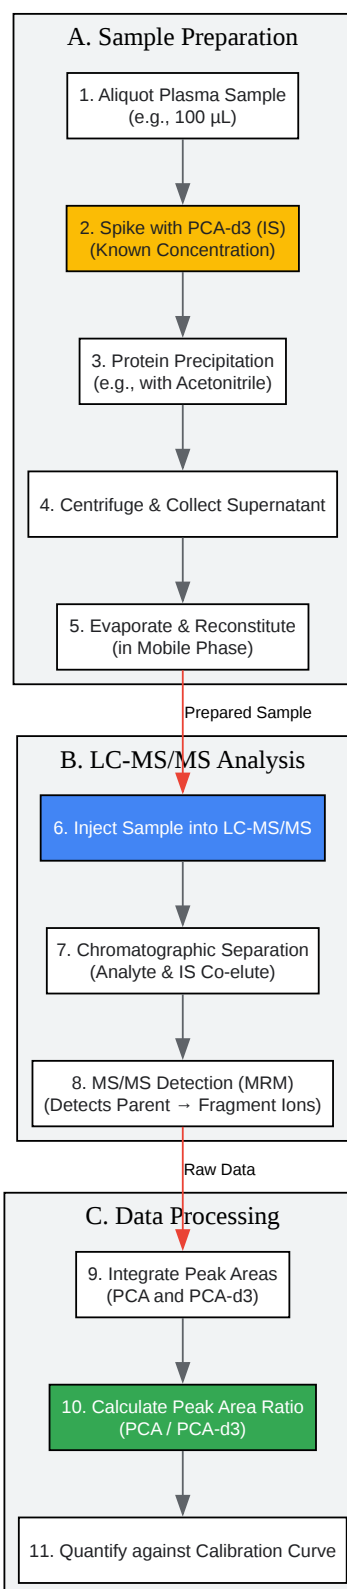 A. Sample Preparation
1. Aliquot Plasma Sample
(e.g., 100 µL)
2. Spike with PCA-d3 (IS)
(Known Concentration)
3. Protein Precipitation
(e.g., with Acetonitrile)
4. Centrifuge & Collect Supernatant
5. Evaporate & Reconstitute
(in Mobile Phase)
Prepared Sample
B. LC-MS/MS Analysis
6. Inject Sample into LC-MS/MS
7. Chromatographic Separation
(Analyte & IS Co-elute)
8. MS/MS Detection (MRM)
(Detects Parent → Fragment Ions)
Raw Data
C. Data Processing
9. Integrate Peak Areas
(PCA and PCA-d3)
10. Calculate Peak Area Ratio
(PCA / PCA-d3)
11. Quantify against Calibration Curve